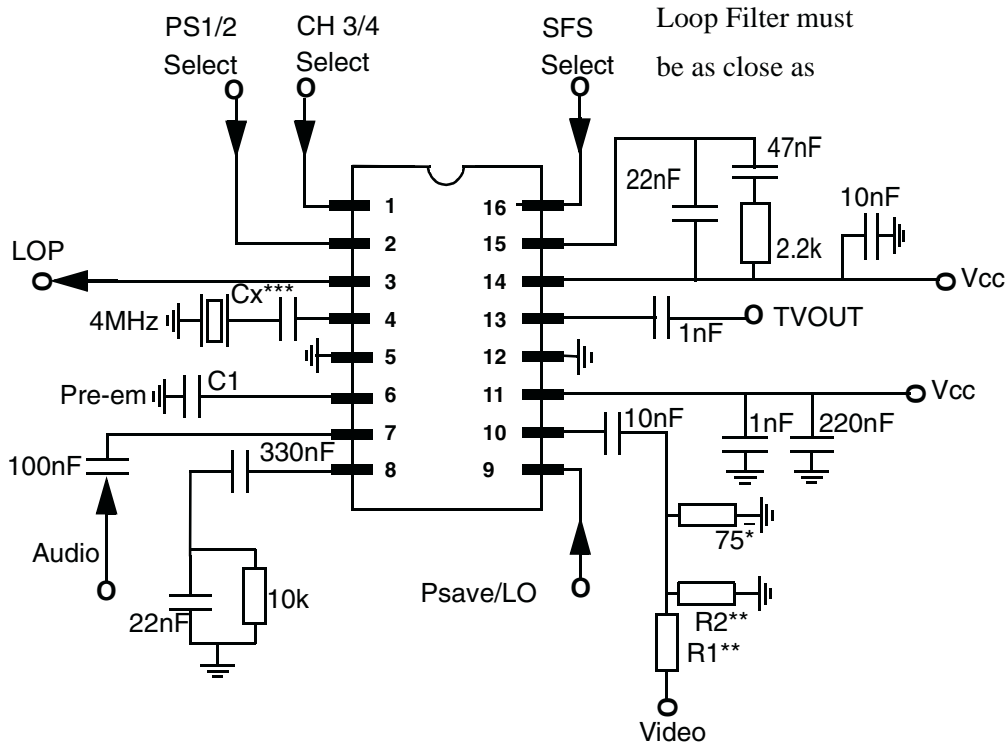 PS1/2
Select
CH 3/4
Select
SFS
Select
Loop Filter must
be as close as
47nF
22nF
10nF
2.2k
1
16
2
15
LOP
3
14
Vcc
Cx***
4MHz
4
13
1nF
TVOUT
5
12
Pre-em
C1
6
11
Vcc
10nF
1nF
220nF
7
10
100nF
330nF
8
9
75*
Audio
10k
22nF
Psave/LO
R2**
R1**
Video